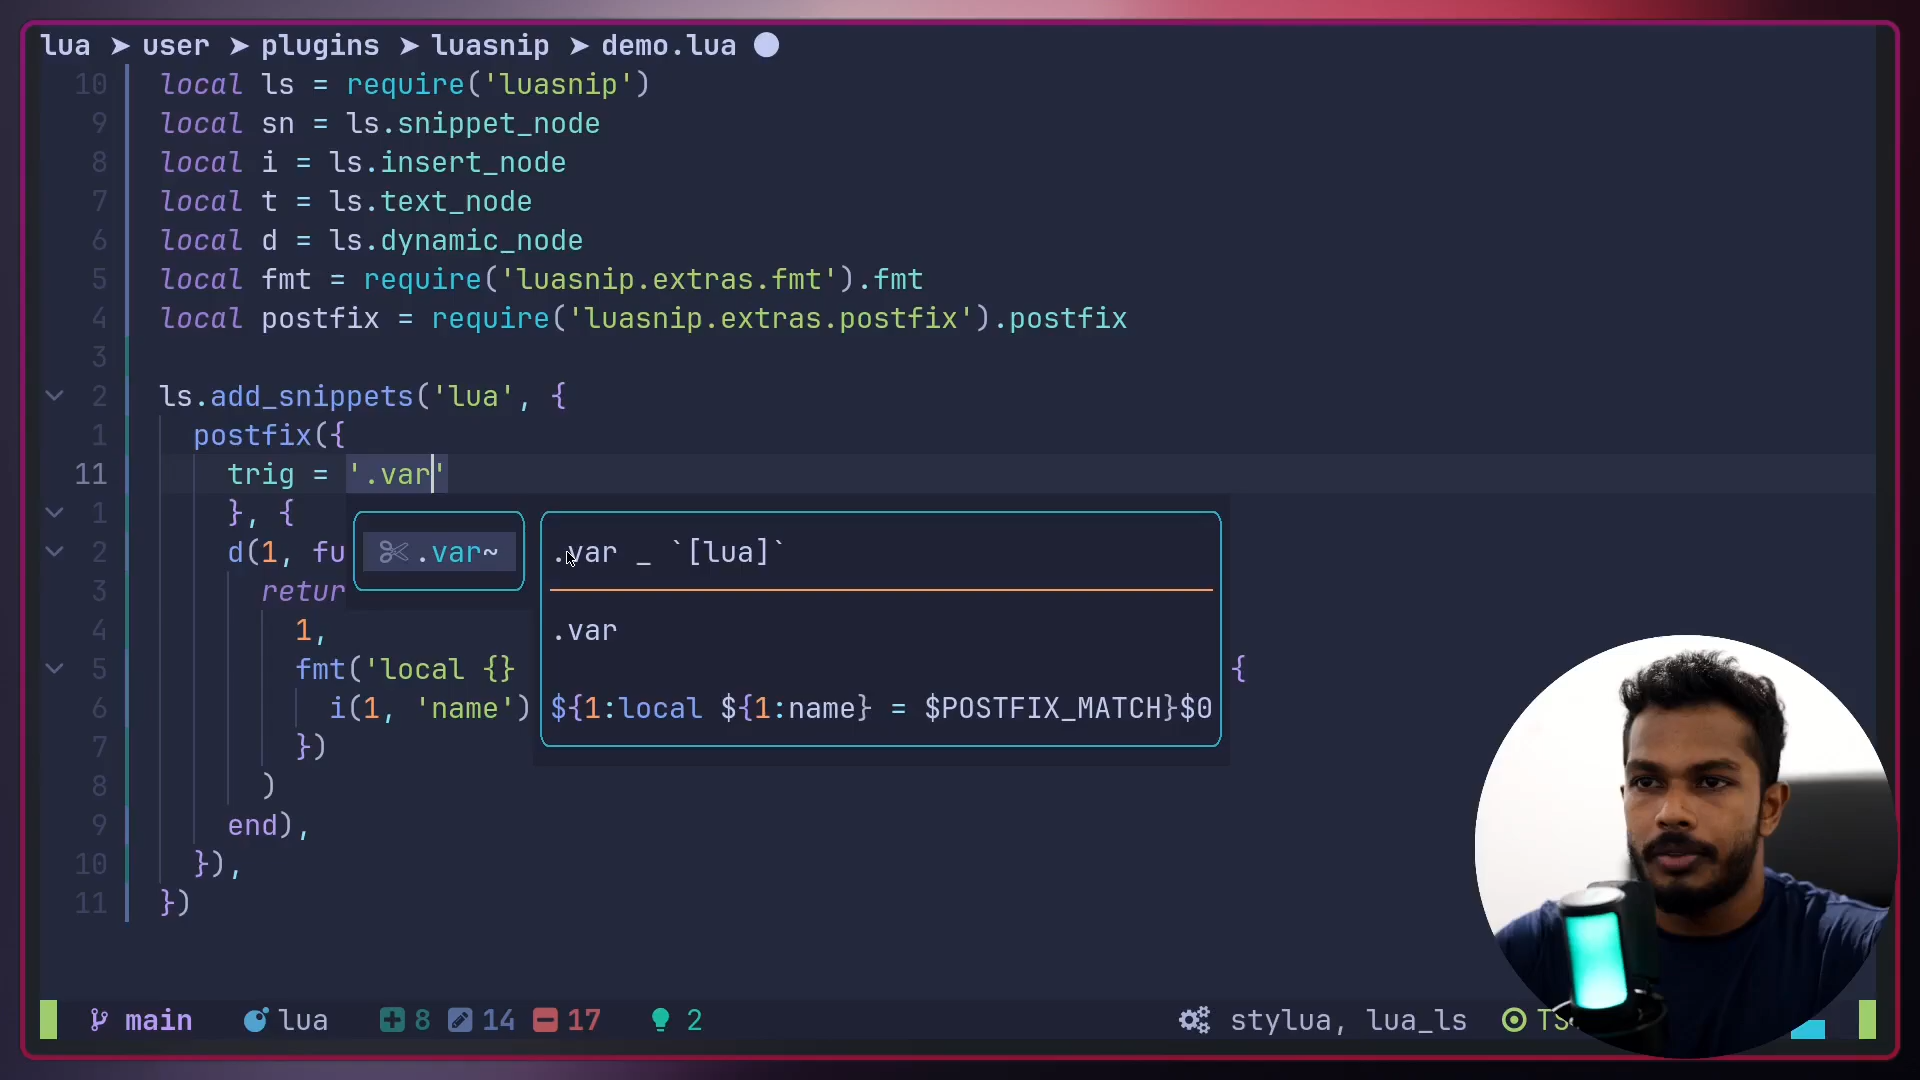 lua ➤ user ➤ plugins ➤ luasnip ➤ demo.lua
10 local ls = require('luasnip')
9 local sn = ls.snippet_node
8 local i = ls.insert_node
7 local t = ls.text_node
6 local d = ls.dynamic_node
5 local fmt = require('luasnip.extras.fmt').fmt
4 local postfix = require('luasnip.extras.postfix').postfix
3
2 ls.add_snippets('lua', {
1 postfix({
11 trig = '.var'
1 }, {
2 d(1, fu
.var~
.var _ `[lua]`
3 retur
4 1,
.var
5 fmt('local {} {
6 i(1, 'name')
${1:local ${1:name} = $POSTFIX_MATCH}$0
7 })
8 )
9 end),
10 }),
11 })
main lua 8 14 17 2 stylua, lua_ls TS